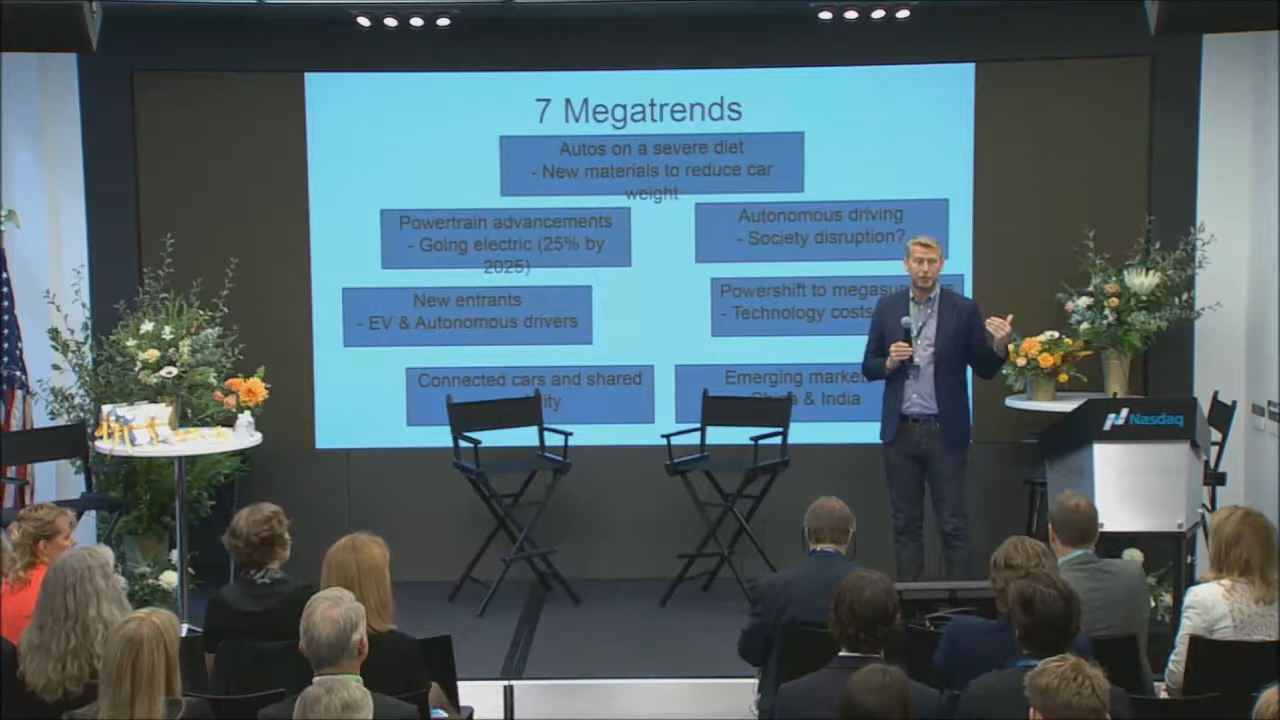 7 Megatrends
Autos on a severe diet
- New materials to reduce car
weight
Powertrain advancements
- Going electric (25% by
2025)
Autonomous driving
- Society disruption?
New entrants
- EV & Autonomous drivers
Powershift to
- Technology costs
Connected cars and shared
Emerging
& India
Nasdaq